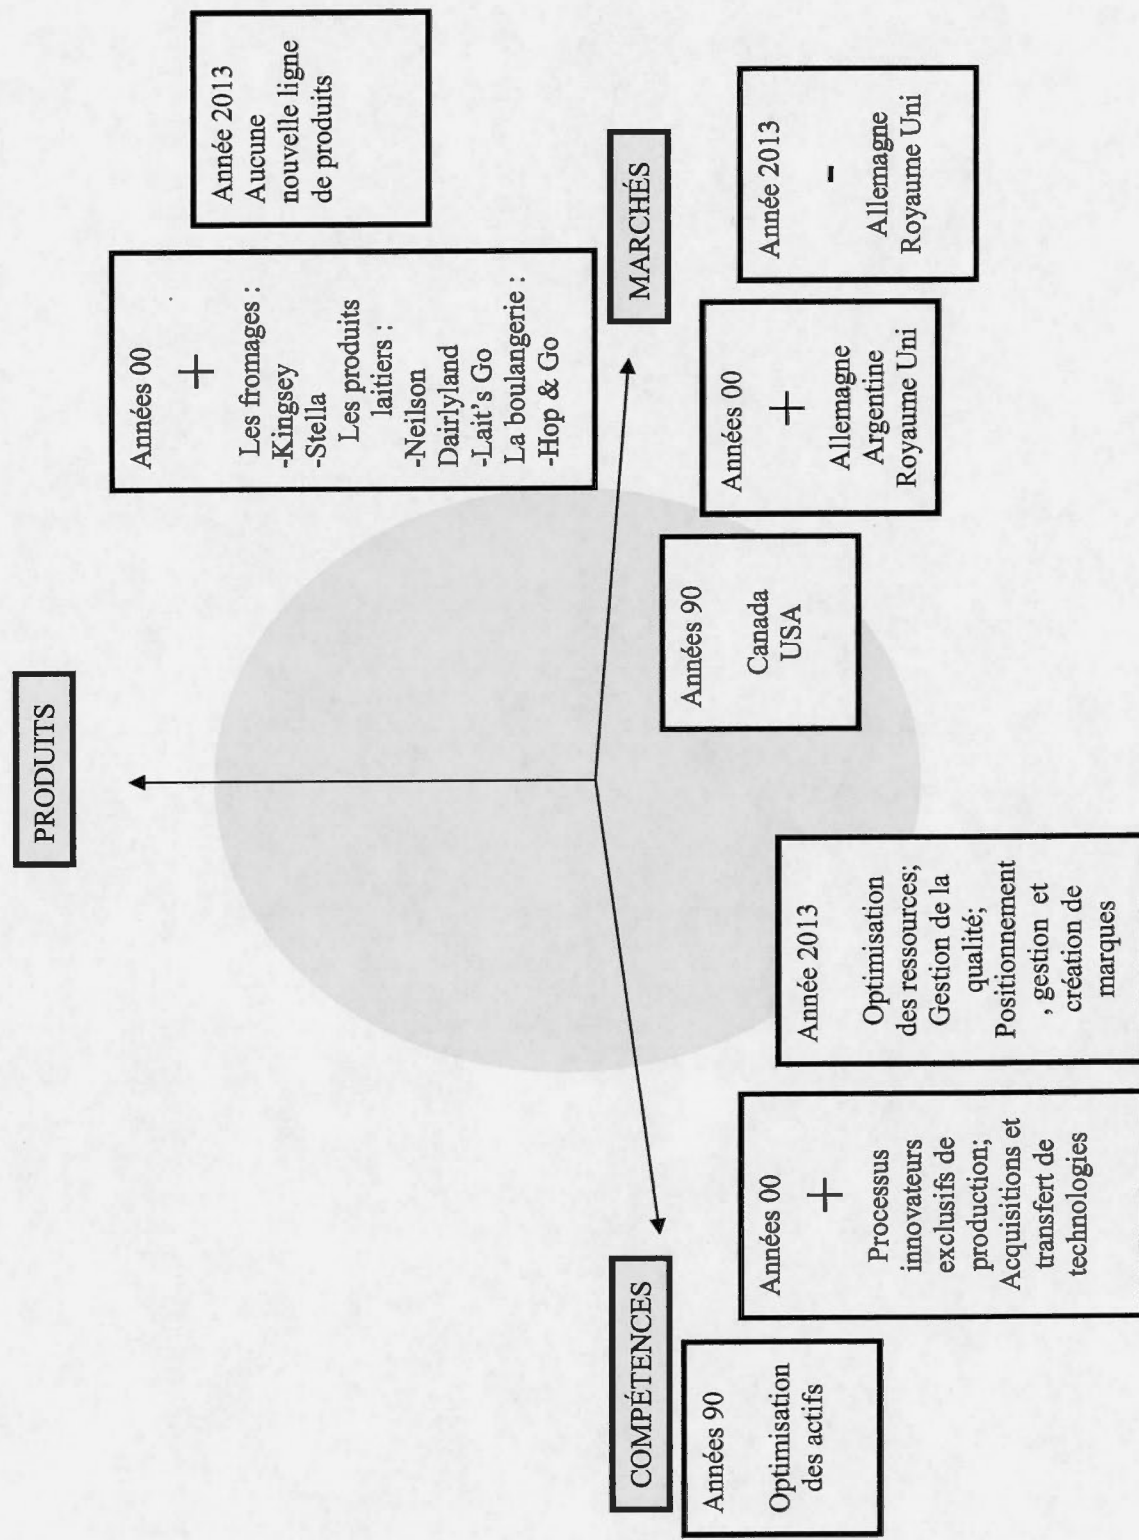 PRODUITS
Années 00
+
Les fromages :
-Kingsey
-Stella
Les produits
laitiers :
-Neilson
Dairlyland
-Lait's Go
La boulangerie :
-Hop & Go
Année 2013
Aucune
nouvelle ligne
de produits
COMPÉTENCES
Années 90
Optimisation
des actifs
Années 00
+
Processus
innovateurs
exclusifs de
production;
Acquisitions et
transfert de
technologies
Année 2013
Optimisation
des ressources;
Gestion de la
qualité;
Positionnement
, gestion et
création de
marques
MARCHÉS
Années 90
Canada
USA
Années 00
+
Allemagne
Argentine
Royaume Uni
Année 2013
-
Allemagne
Royaume Uni